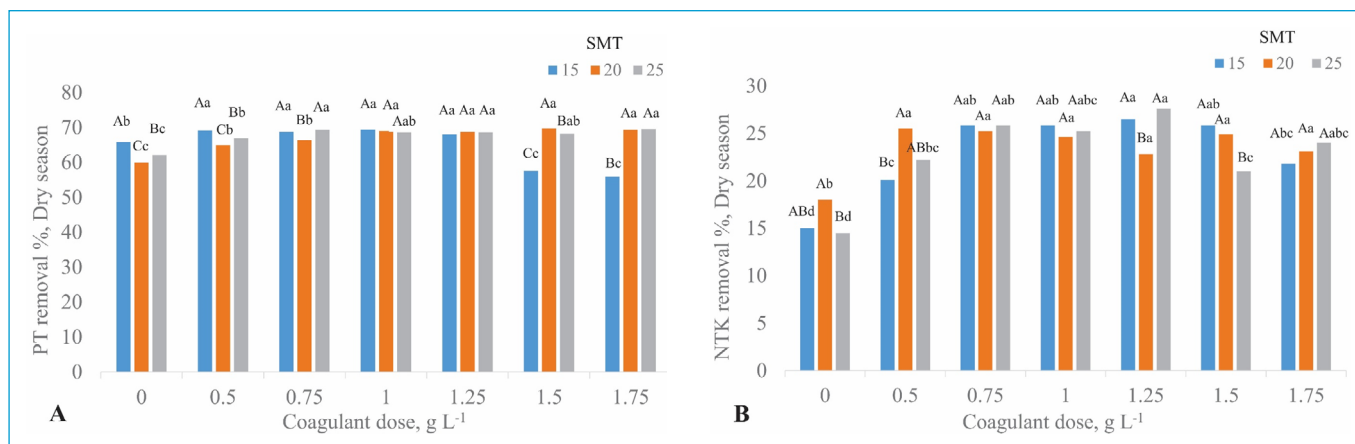 SMT
15 20 25
80
70
60
50
40
30
20
10
0
PT removal %, Dry season
Ab Cc Bc Aa Cb Bb Aa Bb Aa Aa Aa Aab Aa Aa Aa Cc Aa Bab Bc Aa Aa
0 0.5 0.75 1 1.25 1.5 1.75
Coagulant dose, g L-1
A
SMT
15 20 25
30
25
20
15
10
5
0
NTK removal %, Dry season
ABd Ab Bd Bc Aa ABbc Aab Aa Aab Aab Aa Aabc Aa Ba Aa Aab Aa Bc Abc Aa Aabc
0 0.5 0.75 1 1.25 1.5 1.75
Coagulant dose, g L-1
B